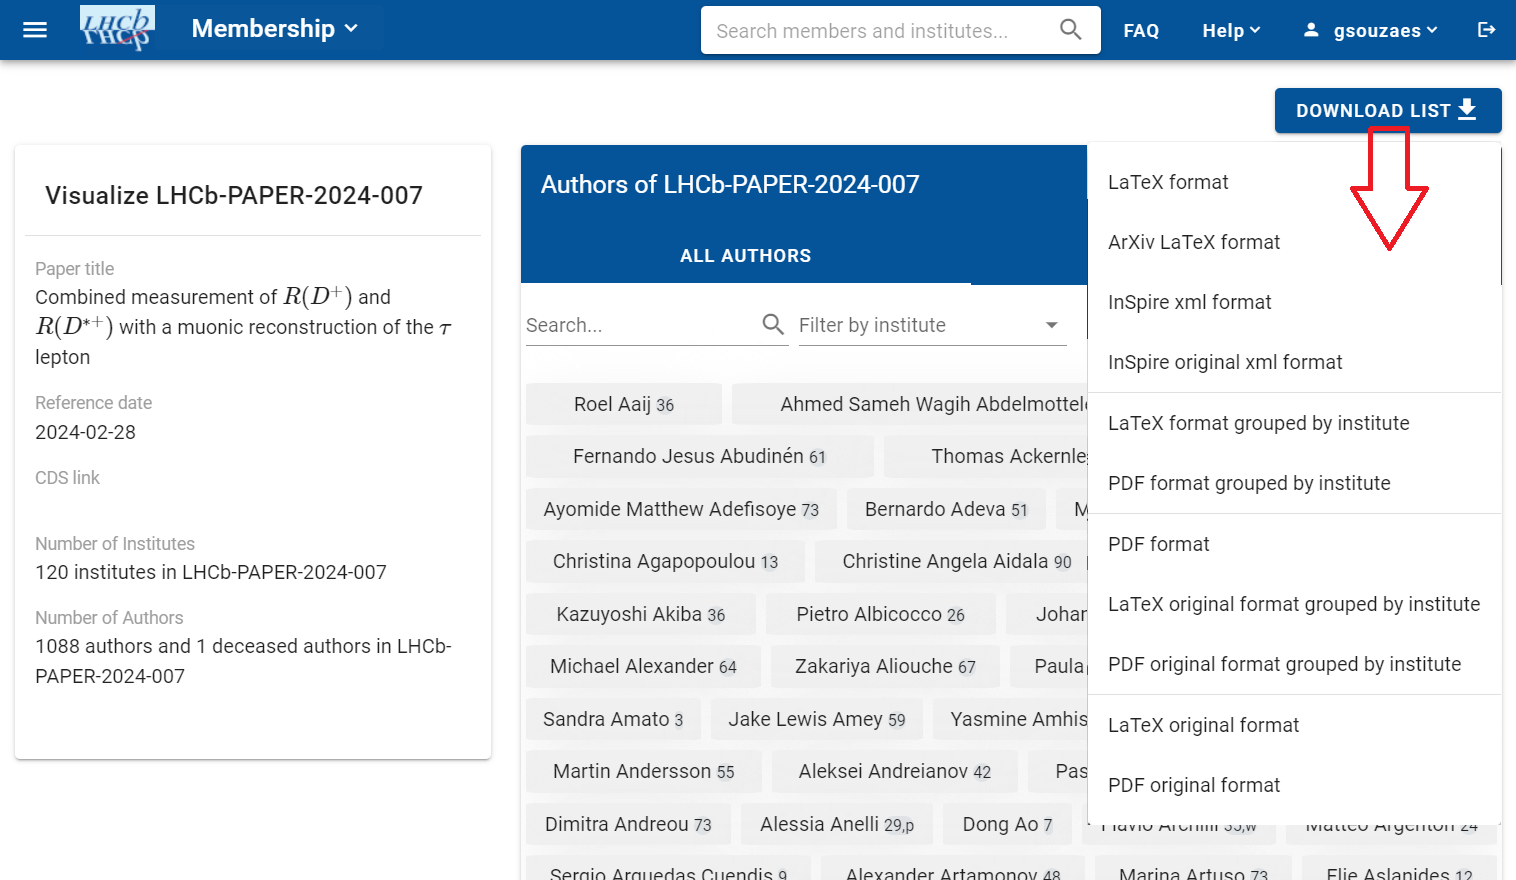 LHCb
LHCp
Membership
Search members and institutes...
FAQ
Help
gsouzaes
DOWNLOAD LIST
Visualize LHCb-PAPER-2024-007
Paper title
Combined measurement of R(D⁺) and
R(D*⁺) with a muonic reconstruction of the τ
lepton
Reference date
2024-02-28
CDS link
Number of Institutes
120 institutes in LHCb-PAPER-2024-007
Number of Authors
1088 authors and 1 deceased authors in LHCb-
PAPER-2024-007
Authors of LHCb-PAPER-2024-007
ALL AUTHORS
Search...
Filter by institute
Roel Aaij 36
Ahmed Sameh Wagih
Fernando Jesus Abudinén 61
Thomas
Ayomide Matthew Adefisoye 73
Bernardo Adeva 51
Christina Agapopoulou 13
Christine Angela Aidala 90
Kazuyoshi Akiba 36
Pietro Albicocco 26
Michael Alexander 64
Zakariya Aliouche 67
Paula
Sandra Amato 3
Jake Lewis Amey 59
Yasmine Amhis
Martin Andersson 55
Aleksei Andreianov 42
Dimitra Andreou 73
Alessia Anelli 29,p
Dong Ao 7
Flavio Archilli 35,w
Matteo Argenton 24
Sergio Arguedas Cuendis 9
Alexander Artamonov 48
Marina Artuso 73
Elie Aslanides 12
LaTeX format
ArXiv LaTeX format
InSpire xml format
InSpire original xml format
LaTeX format grouped by institute
PDF format grouped by institute
PDF format
LaTeX original format grouped by institute
PDF original format grouped by institute
LaTeX original format
PDF original format